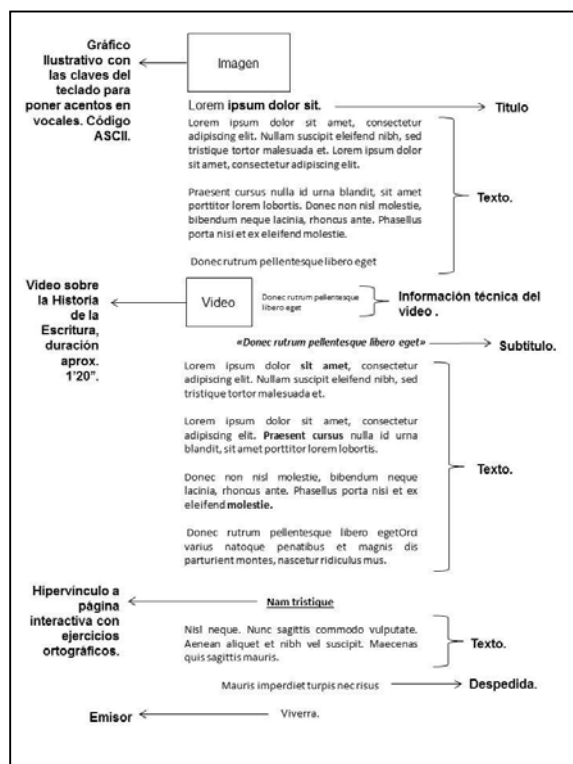 Gráfico
Ilustrativo con
las claves del
teclado para
poner acentos en
vocales. Código
ASCII.
Imagen
Lorem ipsum dolor sit.
Titulo
Lorem ipsum dolor sit amet, consectetur
adipiscing elit. Nullam suscipit eleifend nibh, sed
tristique tortor malesuada et. Lorem ipsum dolor
sit amet, consectetur adipiscing elit.
Praesent cursus nulla id urna blandit, sit amet
porttitor lorem lobortis. Donec non nisl molestie,
bibendum neque lacinia, rhoncus ante. Phasellus
porta nisi et ex eleifend molestie.
Donec rutrum pellentesque libero eget
Texto.
Video sobre
la Historia
de la
Escritura,
duración
aprox.
1'20".
Video
Donec rutrum pellentesque
libero eget
Información técnica del
video .
«Donec rutrum pellentesque libero eget»
Subtítulo.
Lorem ipsum dolor sit amet, consectetur
adipiscing elit. Nullam suscipit eleifend nibh, sed
tristique tortor malesuada et.
Lorem ipsum dolor sit amet, consectetur
adipiscing elit. Praesent cursus nulla id urna
blandit, sit amet porttitor lorem lobortis.
Donec non nisl molestie, bibendum neque
lacinia, rhoncus ante. Phasellus porta nisi et ex
eleifend molestie.
Donec rutrum pellentesque libero egetOrci
varius natoque penatibus et magnis dis
parturient montes, nascetur ridiculus mus.
Texto.
Hipervínculo a
página
interactiva con
ejercicios
ortográficos.
Nam tristique
Nisl neque. Nunc sagittis commodo vulputate.
Aenean aliquet et nibh vel suscipit. Maecenas
quis sagittis mauris.
Texto.
Mauris imperdiet turpis nec risus
Despedida.
Emisor
Viverra.